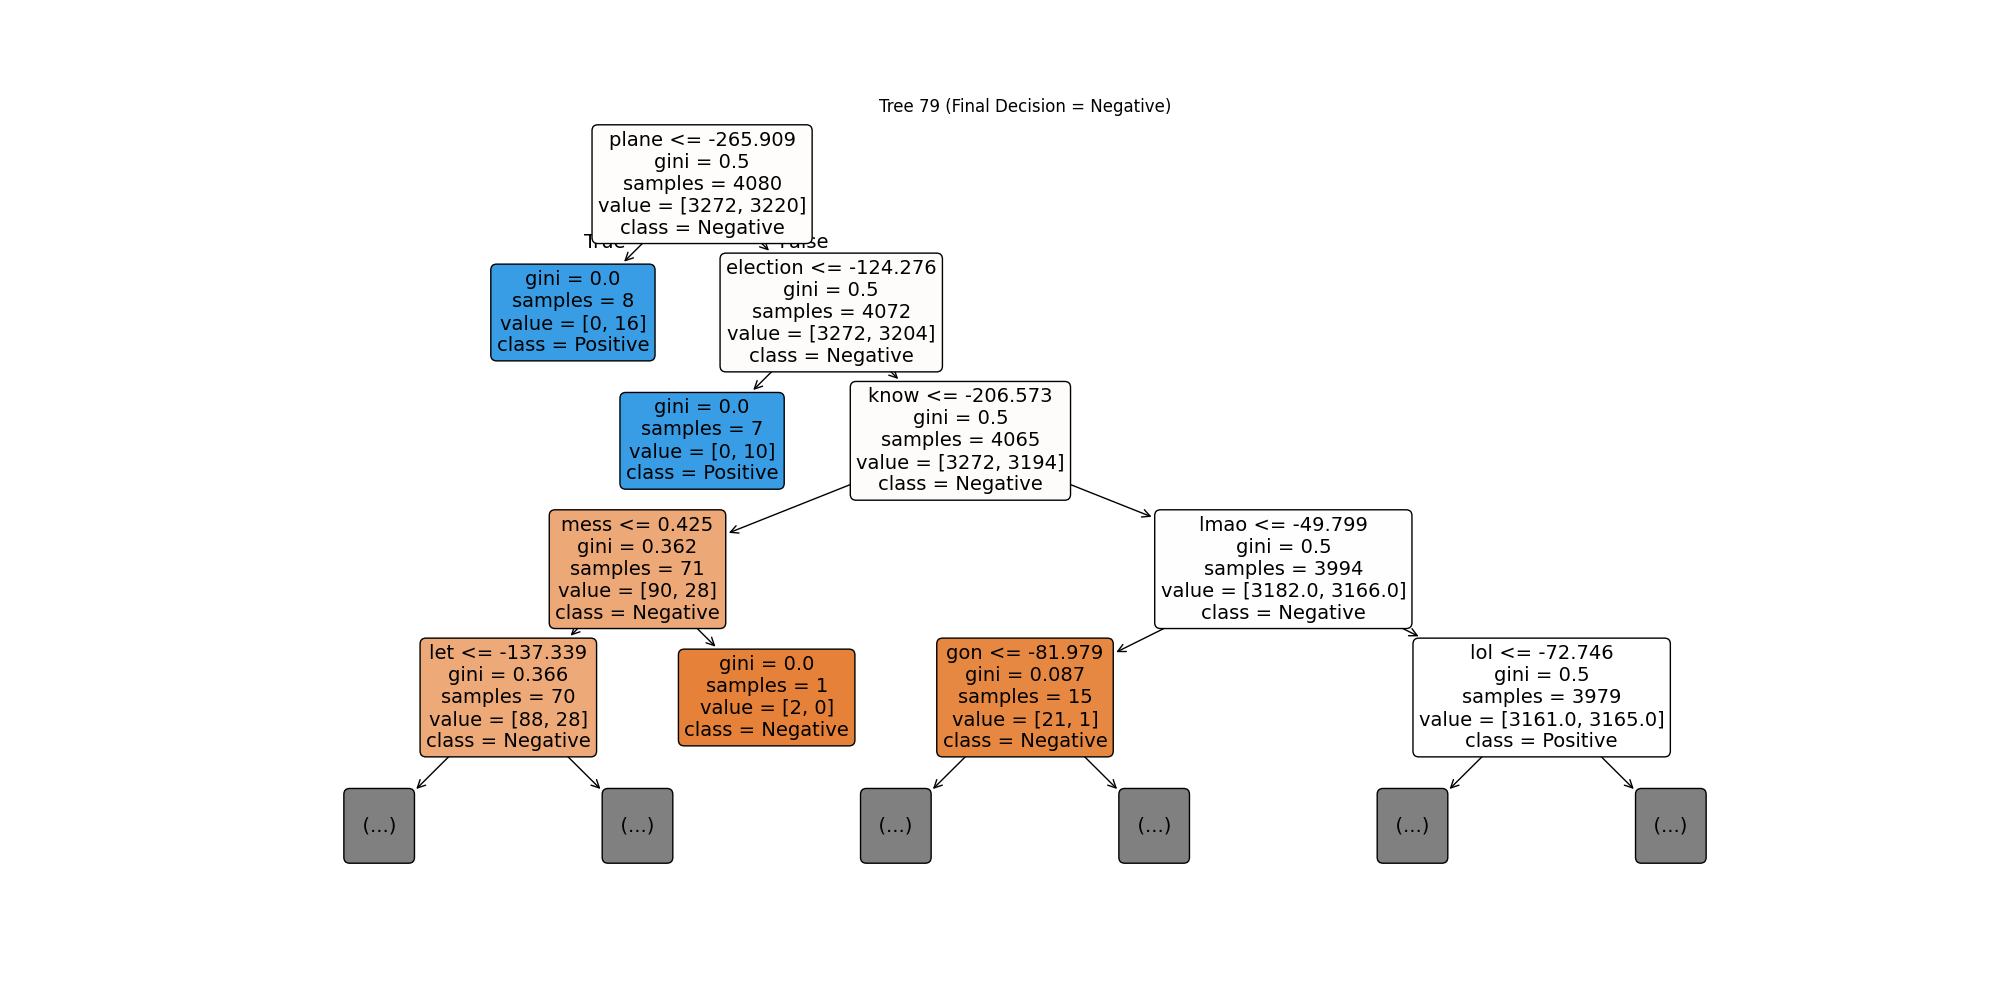 Tree 79 (Final Decision = Negative)
plane <= -265.909
gini = 0.5
samples = 4080
value = [3272, 3220]
class = Negative
True
False
gini = 0.0
samples = 8
value = [0, 16]
class = Positive
election <= -124.276
gini = 0.5
samples = 4072
value = [3272, 3204]
class = Negative
gini = 0.0
samples = 7
value = [0, 10]
class = Positive
know <= -206.573
gini = 0.5
samples = 4065
value = [3272, 3194]
class = Negative
mess <= 0.425
gini = 0.362
samples = 71
value = [90, 28]
class = Negative
lmao <= -49.799
gini = 0.5
samples = 3994
value = [3182.0, 3166.0]
class = Negative
let <= -137.339
gini = 0.366
samples = 70
value = [88, 28]
class = Negative
gini = 0.0
samples = 1
value = [2, 0]
class = Negative
gon <= -81.979
gini = 0.087
samples = 15
value = [21, 1]
class = Negative
lol <= -72.746
gini = 0.5
samples = 3979
value = [3161.0, 3165.0]
class = Positive
(...)
(...)
(...)
(...)
(...)
(...)